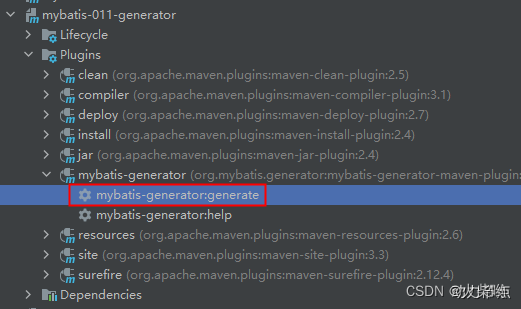 mybatis-011-generator
Lifecycle
Plugins
clean (org.apache.maven.plugins:maven-clean-plugin:2.5)
compiler (org.apache.maven.plugins:maven-compiler-plugin:3.1)
deploy (org.apache.maven.plugins:maven-deploy-plugin:2.7)
install (org.apache.maven.plugins:maven-install-plugin:2.4)
jar (org.apache.maven.plugins:maven-jar-plugin:2.4)
mybatis-generator (org.mybatis.generator:mybatis-generator-maven-plugin:
mybatis-generator:generate
mybatis-generator:help
resources (org.apache.maven.plugins:maven-resources-plugin:2.6)
site (org.apache.maven.plugins:maven-site-plugin:3.3)
surefire (org.apache.maven.plugins:maven-surefire-plugin:2.12.4)
Dependencies
CSDN